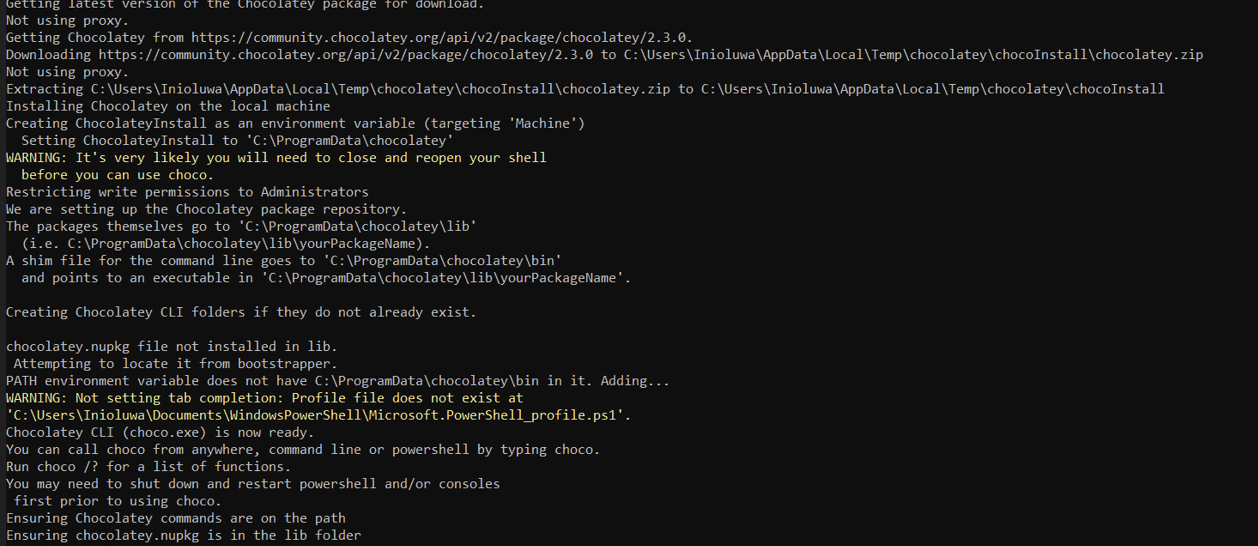 Getting latest version of the Chocolatey package for download.
Not using proxy.
Getting Chocolatey from https://community.chocolatey.org/api/v2/package/chocolatey/2.3.0.
Downloading https://community.chocolatey.org/api/v2/package/chocolatey/2.3.0 to C:\Users\Inioluwa\AppData\Local\Temp\chocolatey\chocoInstall\chocolatey.zip
Not using proxy.
Extracting C:\Users\Inioluwa\AppData\Local\Temp\chocolatey\chocoInstall\chocolatey.zip to C:\Users\Inioluwa\AppData\Local\Temp\chocolatey\chocoInstall
Installing Chocolatey on the local machine
Creating ChocolateyInstall as an environment variable (targeting 'Machine')
  Setting ChocolateyInstall to 'C:\ProgramData\chocolatey'
WARNING: It's very likely you will need to close and reopen your shell
  before you can use choco.
Restricting write permissions to Administrators
We are setting up the Chocolatey package repository.
The packages themselves go to 'C:\ProgramData\chocolatey\lib'
  (i.e. C:\ProgramData\chocolatey\lib\yourPackageName).
A shim file for the command line goes to 'C:\ProgramData\chocolatey\bin'
  and points to an executable in 'C:\ProgramData\chocolatey\lib\yourPackageName'.

Creating Chocolatey CLI folders if they do not already exist.

chocolatey.nupkg file not installed in lib.
 Attempting to locate it from bootstrapper.
PATH environment variable does not have C:\ProgramData\chocolatey\bin in it. Adding...
WARNING: Not setting tab completion: Profile file does not exist at
'C:\Users\Inioluwa\Documents\WindowsPowerShell\Microsoft.PowerShell_profile.ps1'.
Chocolatey CLI (choco.exe) is now ready.
You can call choco from anywhere, command line or powershell by typing choco.
Run choco /? for a list of functions.
You may need to shut down and restart powershell and/or consoles
 first prior to using choco.
Ensuring Chocolatey commands are on the path
Ensuring chocolatey.nupkg is in the lib folder